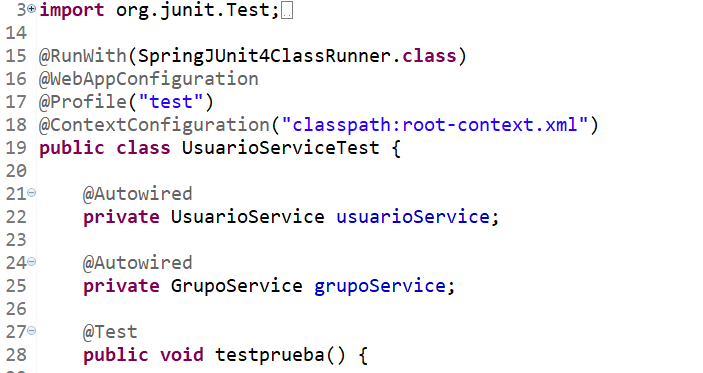 3 import org.junit.Test;
14
15 @RunWith(SpringJUnit4ClassRunner.class)
16 @WebAppConfiguration
17 @Profile("test")
18 @ContextConfiguration("classpath:root-context.xml")
19 public class UsuarioServiceTest {
20
21 @Autowired
22 private UsuarioService usuarioService;
23
24 @Autowired
25 private GrupoService grupoService;
26
27 @Test
28 public void testprueba() {